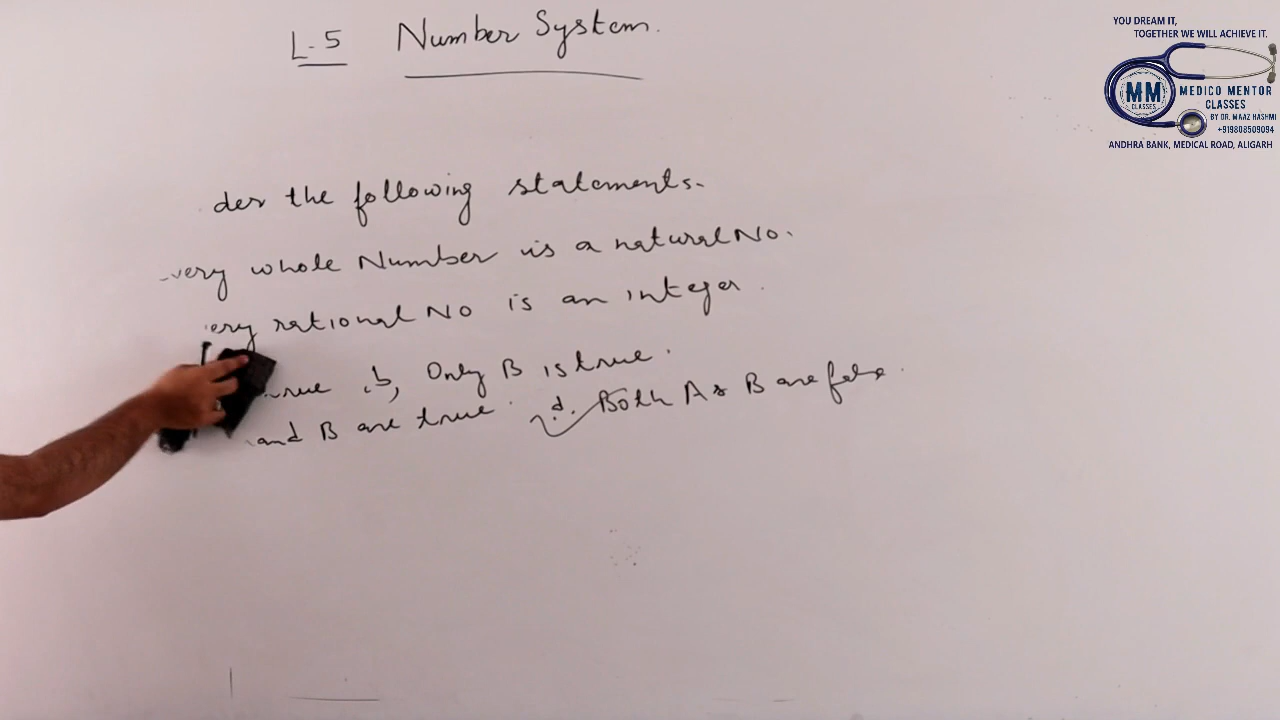 L-5 Number System.
der the following statements.
very whole Number is a natural No.
ery rational No is an integer.
rue b, Only B is true.
and B are true. d. Both A & B are false.
YOU DREAM IT,
TOGETHER WE WILL ACHIEVE IT.
MM
CLASSES
MEDICO MENTOR
CLASSES
BY DR. MAAZ HASHMI
+919808509094
ANDHRA BANK, MEDICAL ROAD, ALIGARH